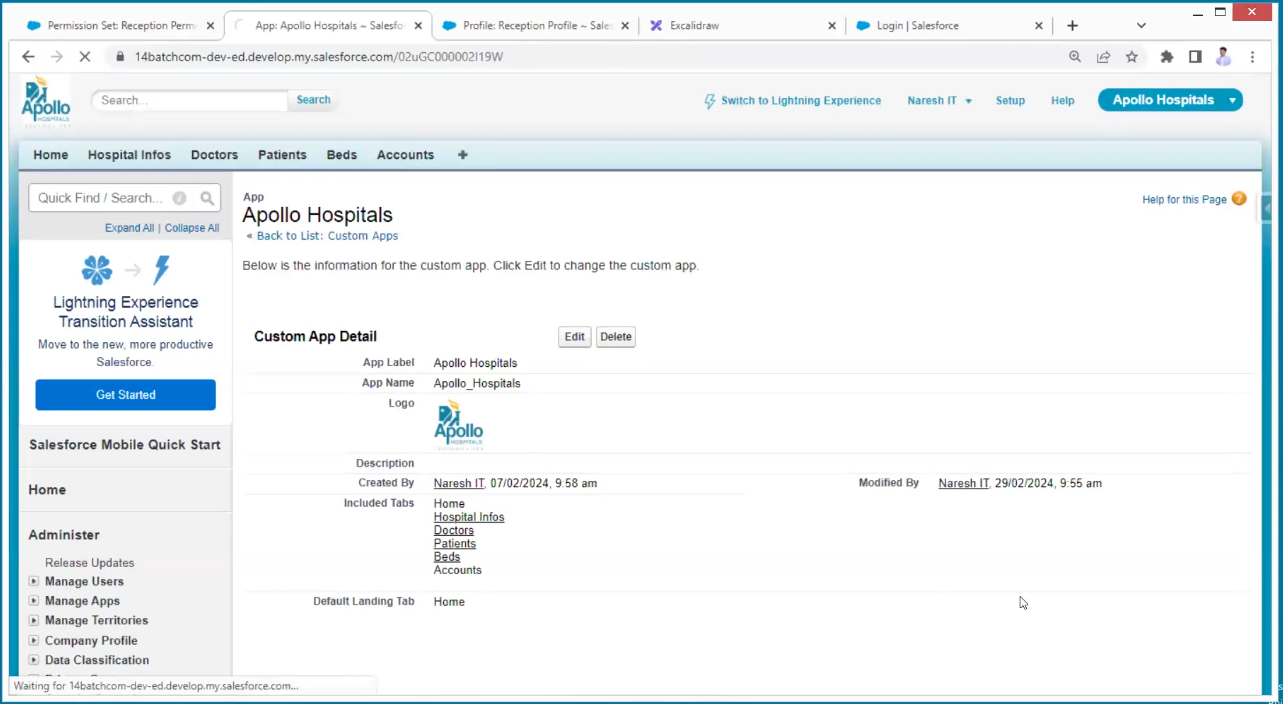 Permission Set: Reception Perm
App: Apollo Hospitals ~ Salesfo
Profile: Reception Profile ~ Sales
Excalidraw
Login | Salesforce
14batchcom-dev-ed.develop.my.salesforce.com/02uGC000002I19W
Apollo
HOSPITALS
Search...
Search
Switch to Lightning Experience
Naresh IT
Setup
Help
Apollo Hospitals
Home
Hospital Infos
Doctors
Patients
Beds
Accounts
Quick Find / Search...
Expand All | Collapse All
Lightning Experience
Transition Assistant
Move to the new, more productive
Salesforce.
Get Started
Salesforce Mobile Quick Start
Home
Administer
Release Updates
Manage Users
Manage Apps
Manage Territories
Company Profile
Data Classification
App
Apollo Hospitals
« Back to List: Custom Apps
Help for this Page
Below is the information for the custom app. Click Edit to change the custom app.
Custom App Detail
Edit
Delete
App Label Apollo Hospitals
App Name Apollo_Hospitals
Logo
Apollo
HOSPITALS
Description
Created By Naresh IT, 07/02/2024, 9:58 am
Modified By Naresh IT, 29/02/2024, 9:55 am
Included Tabs Home
Hospital Infos
Doctors
Patients
Beds
Accounts
Default Landing Tab Home
Waiting for 14batchcom-dev-ed.develop.my.salesforce.com...